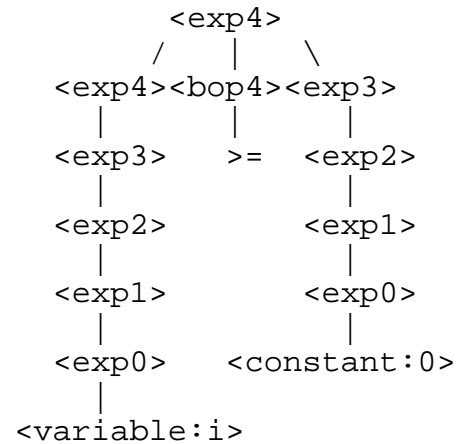 <exp4>
/ | \
<exp4><bop4><exp3>
| | |
<exp3> >= <exp2>
| |
<exp2> <exp1>
| |
<exp1> <exp0>
| |
<exp0> <constant:0>
|
<variable:i>